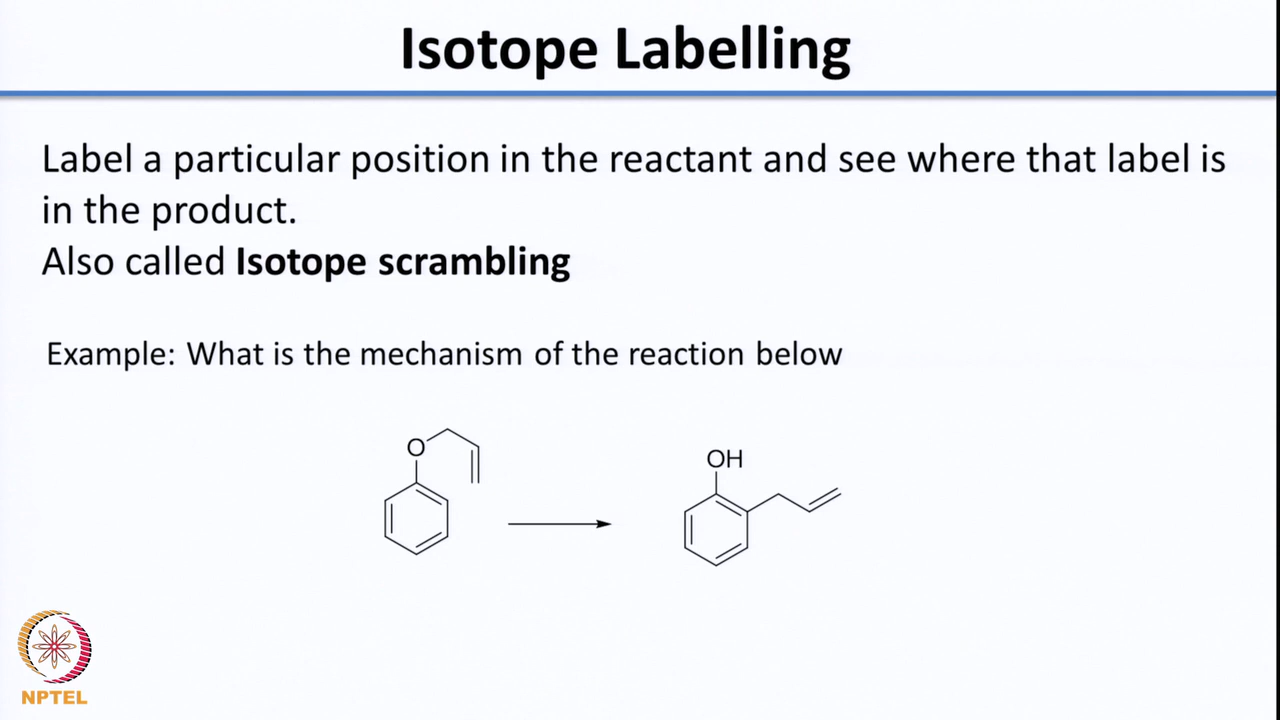 Isotope Labelling
Label a particular position in the reactant and see where that label is
in the product.
Also called Isotope scrambling
Example: What is the mechanism of the reaction below
O
OH
NPTEL